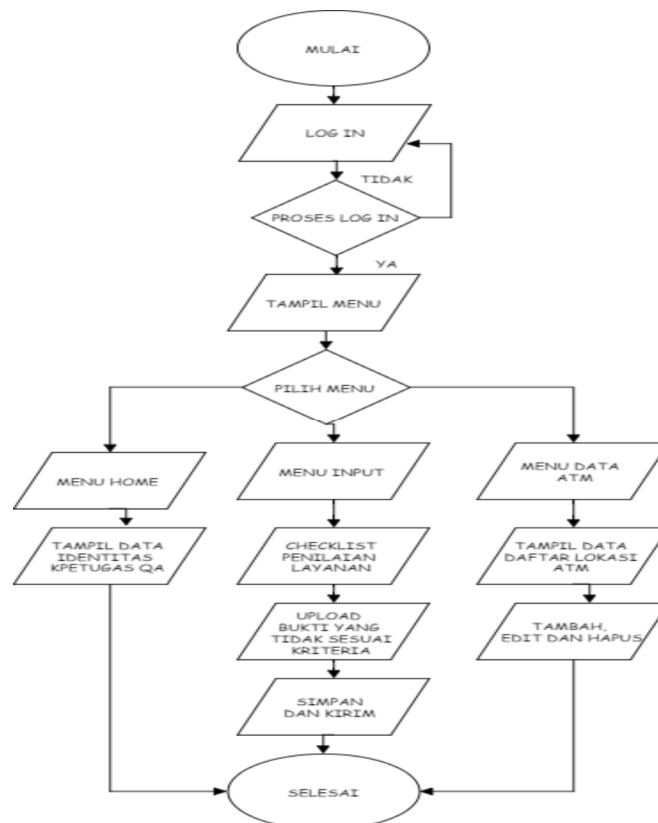 MULAI
LOG IN
TIDAK
PROSES LOG IN
YA
TAMPIL MENU
PILIH MENU
MENU HOME
TAMPIL DATA
IDENTITAS
KPETUGAS QA
MENU INPUT
CHECKLIST
PENILAIAN
LAYANAN
UPLOAD
BUKTI YANG
TIDAK SESUAI
KRITERIA
SIMPAN
DAN KIRIM
MENU DATA
ATM
TAMPIL DATA
DAFTAR LOKASI
ATM
TAMBAH,
EDIT DAN HAPUS
SELESAI